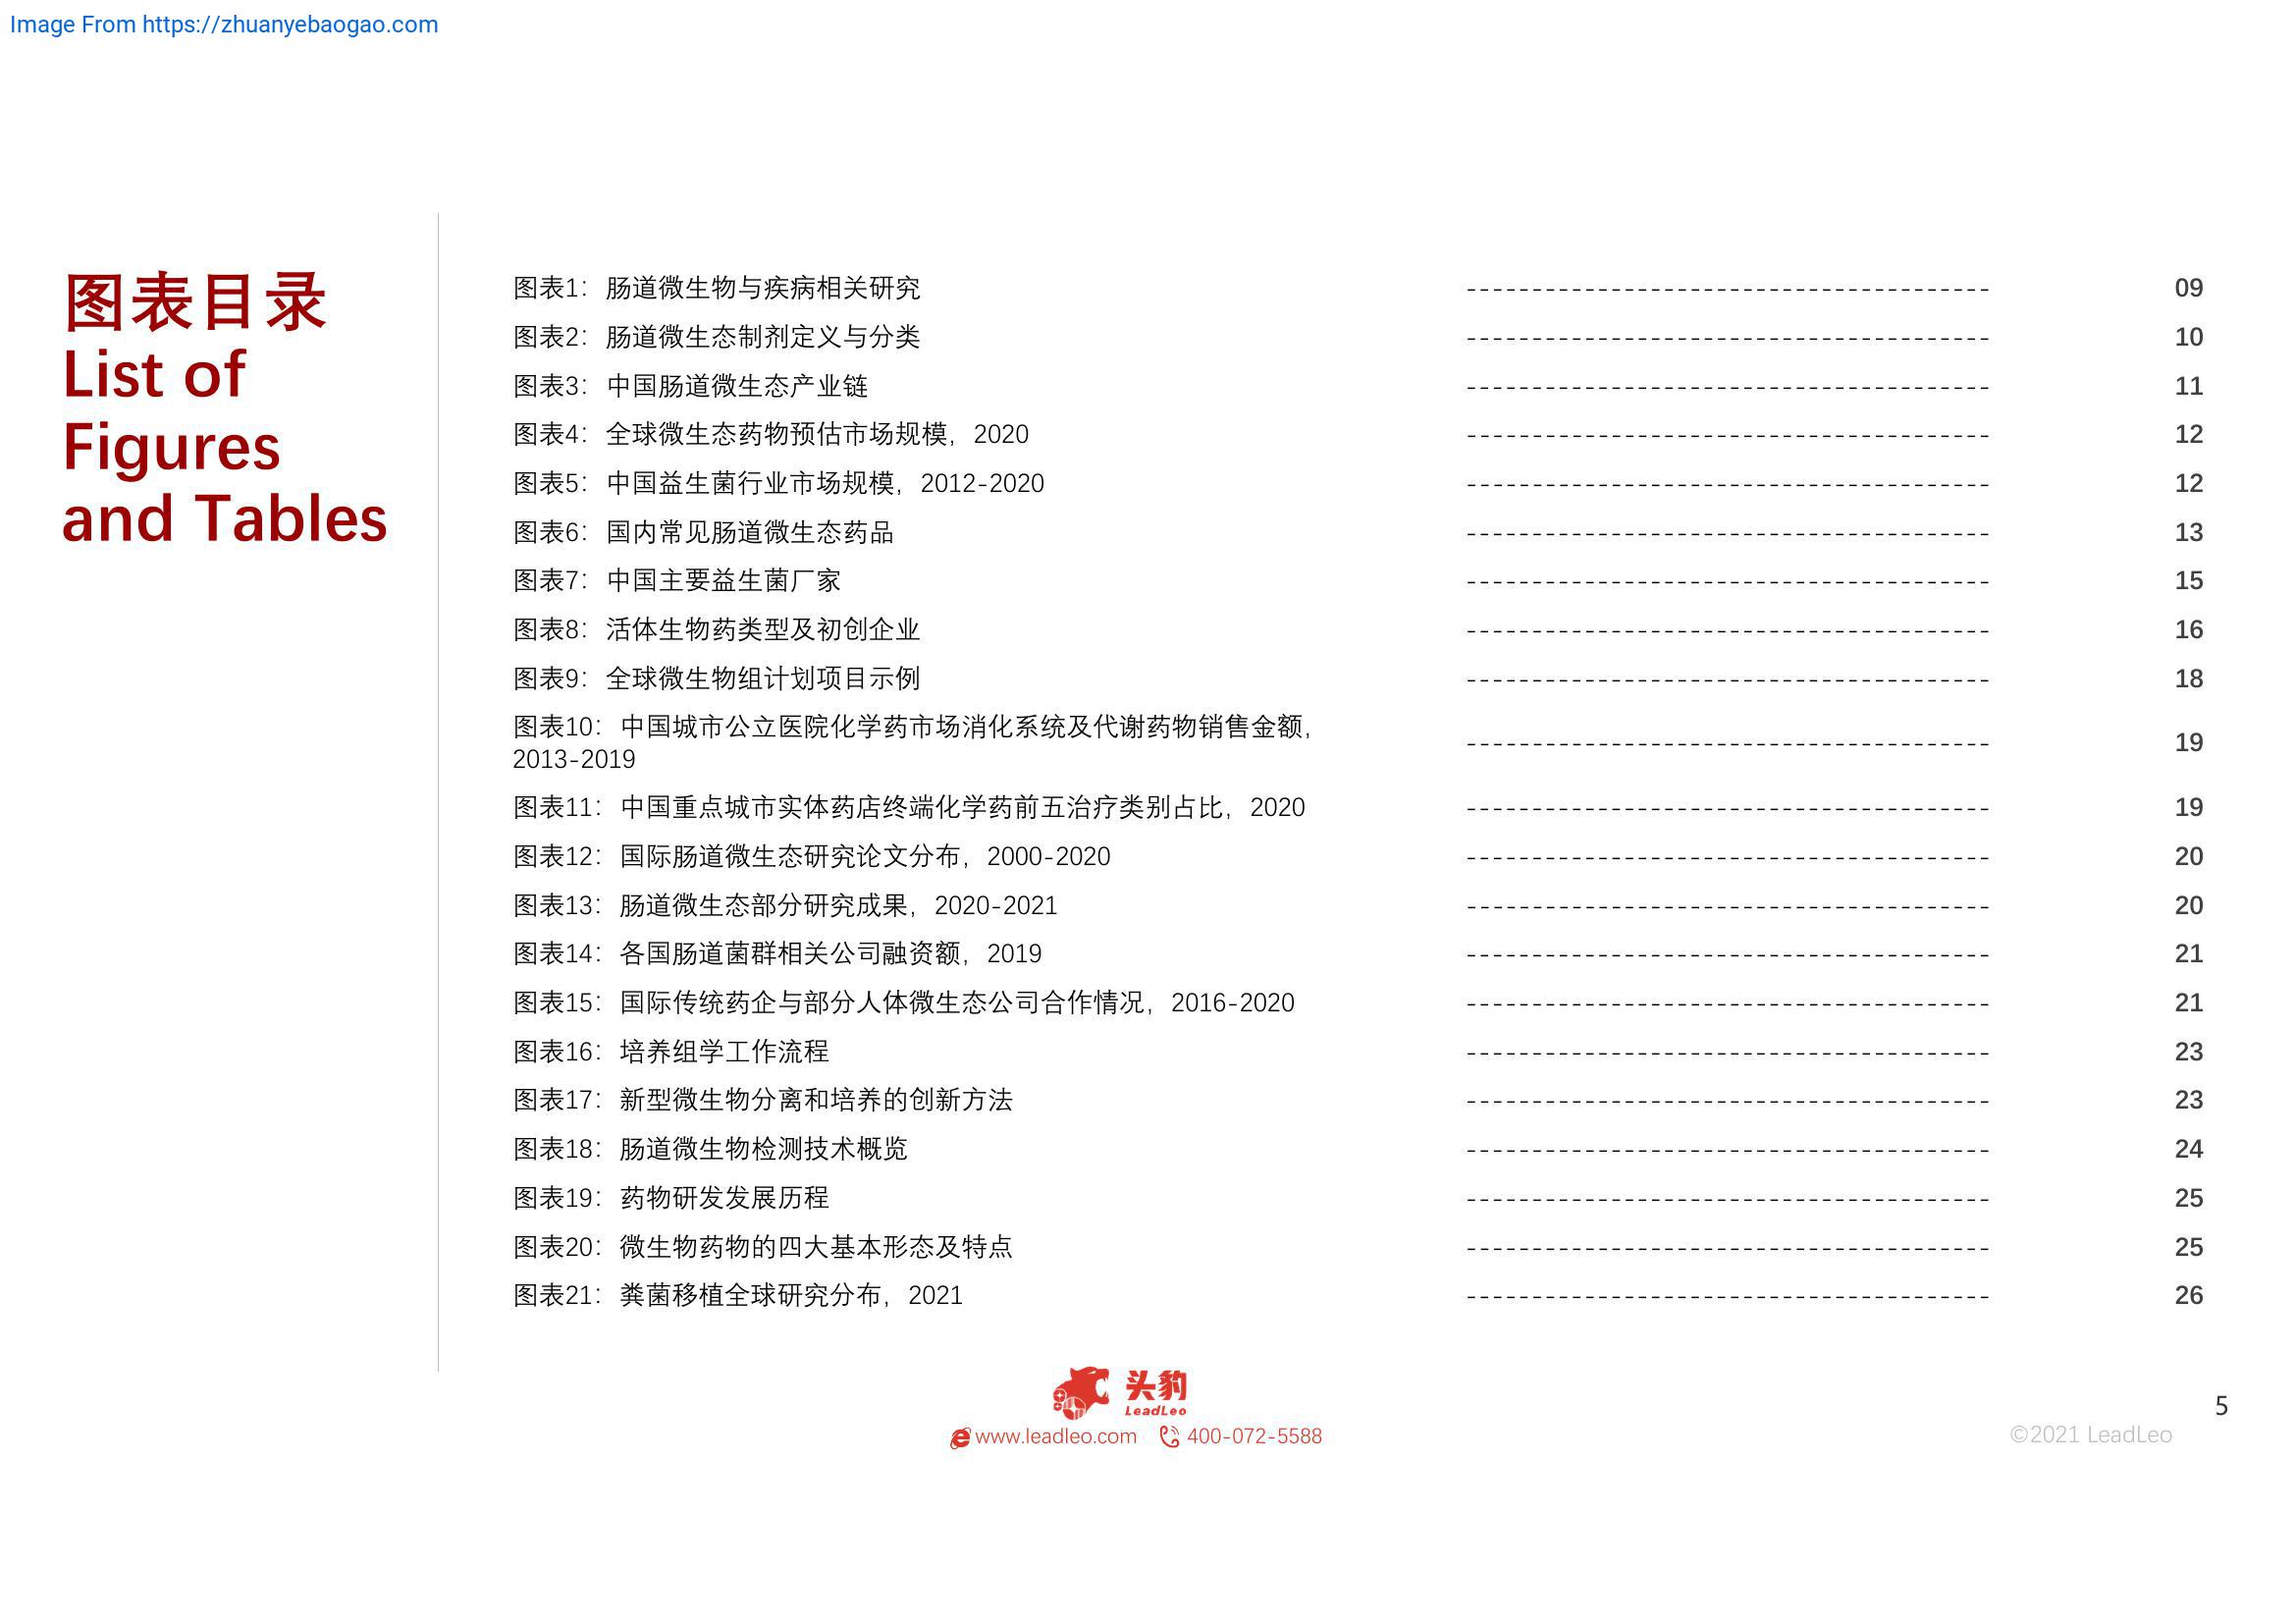 Image From https://zhuanyebaogao.com
图表目录
List of
Figures
and Tables
图表1：肠道微生物与疾病相关研究 09
图表2：肠道微生态制剂定义与分类 10
图表3：中国肠道微生态产业链 11
图表4：全球微生态药物预估市场规模，2020 12
图表5：中国益生菌行业市场规模，2012-2020 12
图表6：国内常见肠道微生态药品 13
图表7：中国主要益生菌厂家 15
图表8：活体生物药类型及初创企业 16
图表9：全球微生物组计划项目示例 18
图表10：中国城市公立医院化学药市场消化系统及代谢药物销售金额，
2013-2019 19
图表11：中国重点城市实体药店终端化学药前五治疗类别占比，2020 19
图表12：国际肠道微生态研究论文分布，2000-2020 20
图表13：肠道微生态部分研究成果，2020-2021 20
图表14：各国肠道菌群相关公司融资额，2019 21
图表15：国际传统药企与部分人体微生态公司合作情况，2016-2020 21
图表16：培养组学工作流程 23
图表17：新型微生物分离和培养的创新方法 23
图表18：肠道微生物检测技术概览 24
图表19：药物研发发展历程 25
图表20：微生物药物的四大基本形态及特点 25
图表21：粪菌移植全球研究分布，2021 26
头豹
LeadLeo
www.leadleo.com 400-072-5588
5
©2021 LeadLeo